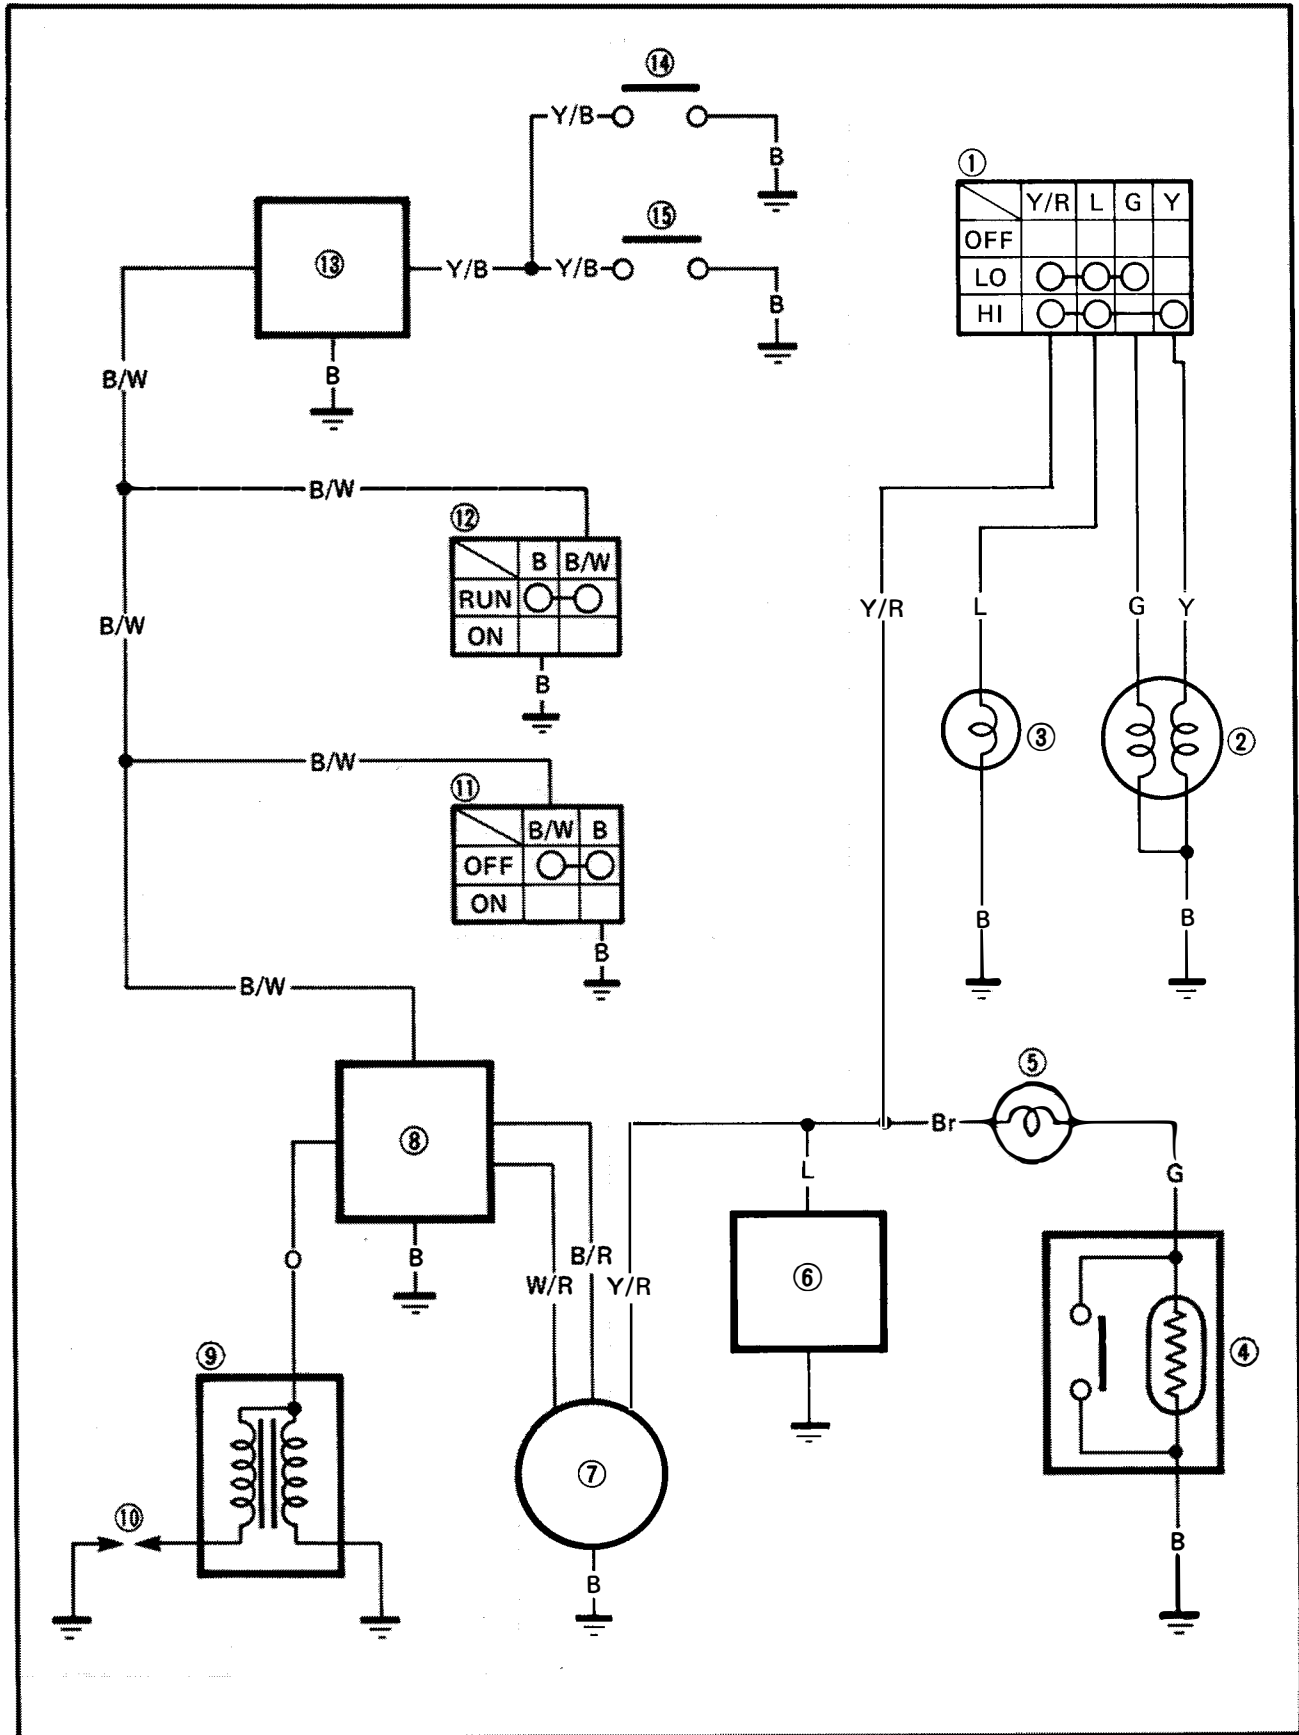 ⑭
Y/B
B
①
Y/R L G Y
OFF
LO
HI
⑮
⑬
Y/B
Y/B
B
B/W
B
B/W
⑫
B B/W
RUN
ON
B
B/W
Y/R
L
G
Y
③
②
B/W
⑪
B/W B
OFF
ON
B
B
B
B/W
⑤
Br
⑧
L
G
O
B
B/R
W/R
Y/R
⑥
⑨
④
⑦
⑩
B
B